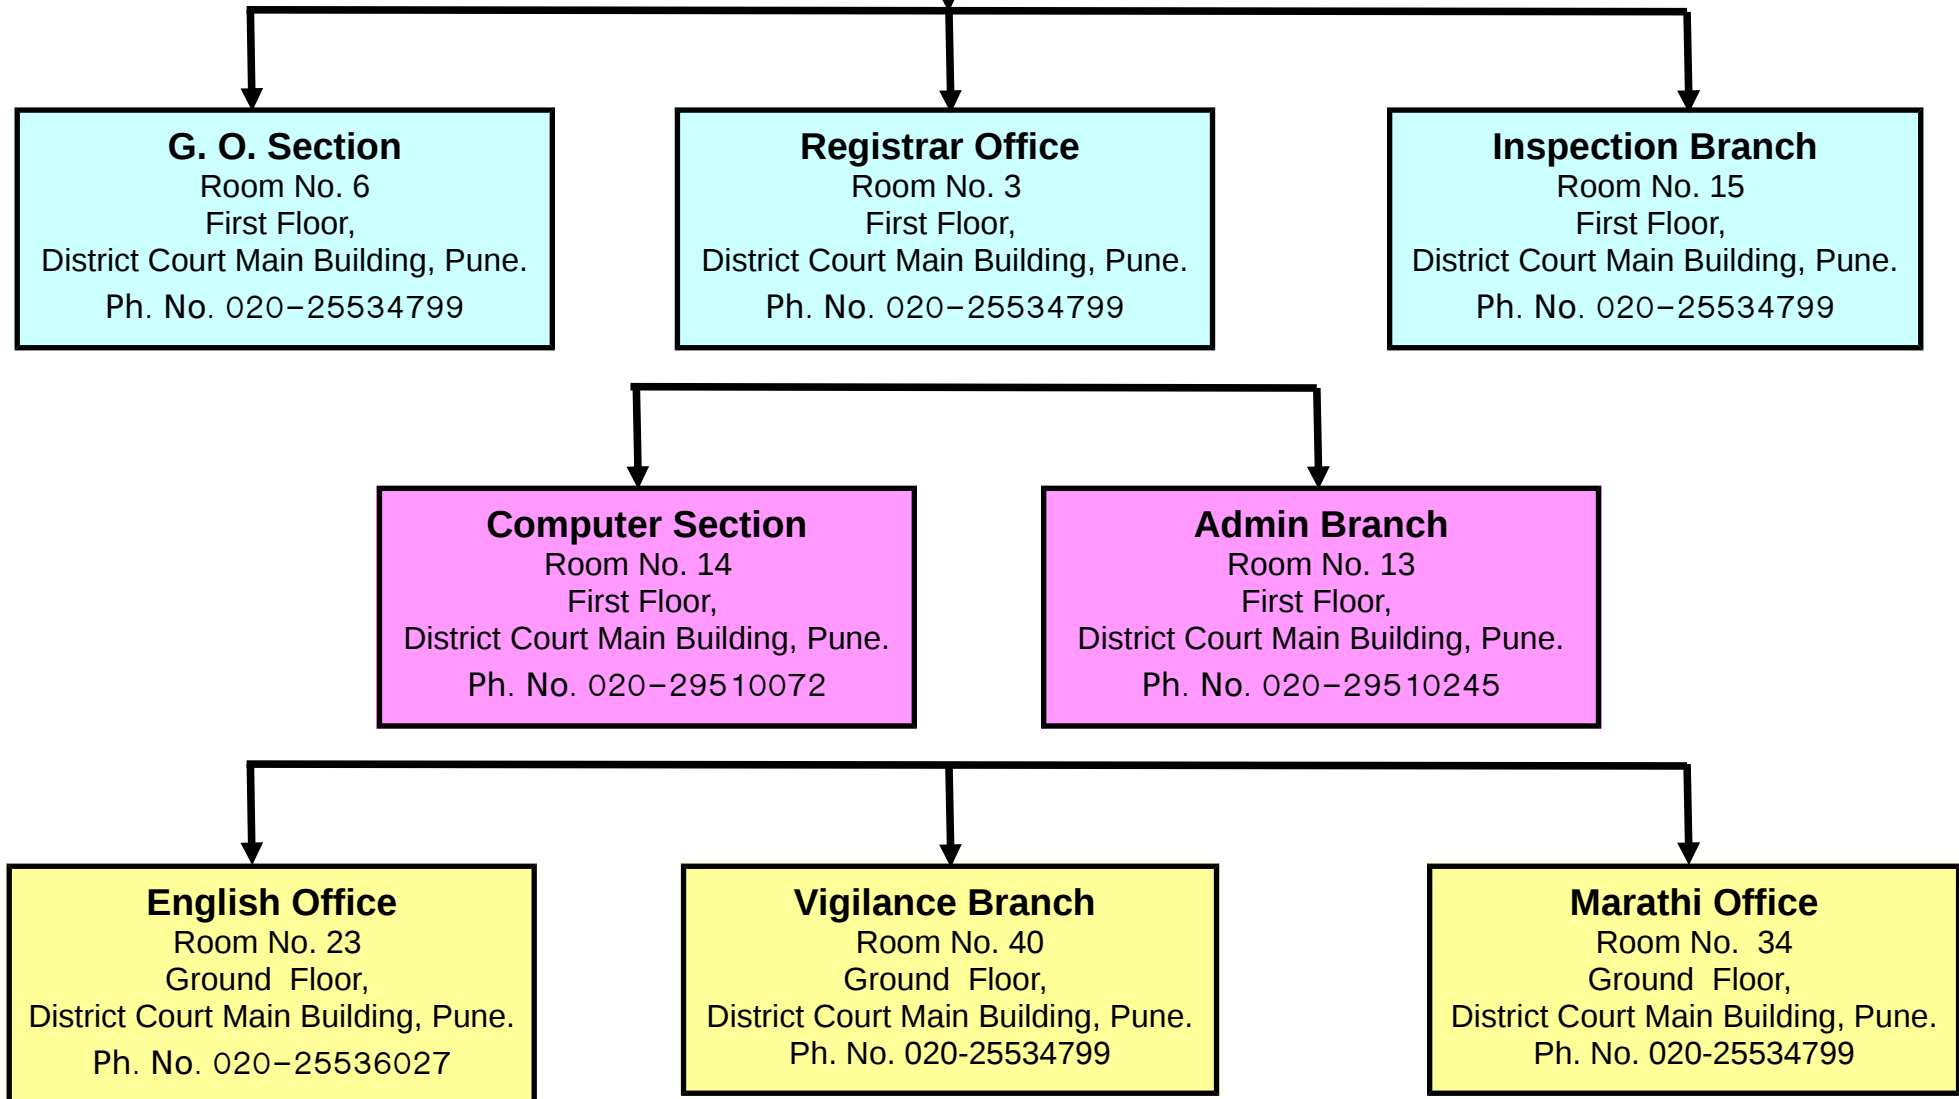 G. O. Section
Room No. 6
First Floor,
District Court Main Building, Pune.
Ph. No. 020-25534799
Registrar Office
Room No. 3
First Floor,
District Court Main Building, Pune.
Ph. No. 020-25534799
Inspection Branch
Room No. 15
First Floor,
District Court Main Building, Pune.
Ph. No. 020-25534799
Computer Section
Room No. 14
First Floor,
District Court Main Building, Pune.
Ph. No. 020-29510072
Admin Branch
Room No. 13
First Floor,
District Court Main Building, Pune.
Ph. No. 020-29510245
English Office
Room No. 23
Ground  Floor,
District Court Main Building, Pune.
Ph. No. 020-25536027
Vigilance Branch
Room No. 40
Ground  Floor,
District Court Main Building, Pune.
Ph. No. 020-25534799
Marathi Office
Room No.  34
Ground  Floor,
District Court Main Building, Pune.
Ph. No. 020-25534799